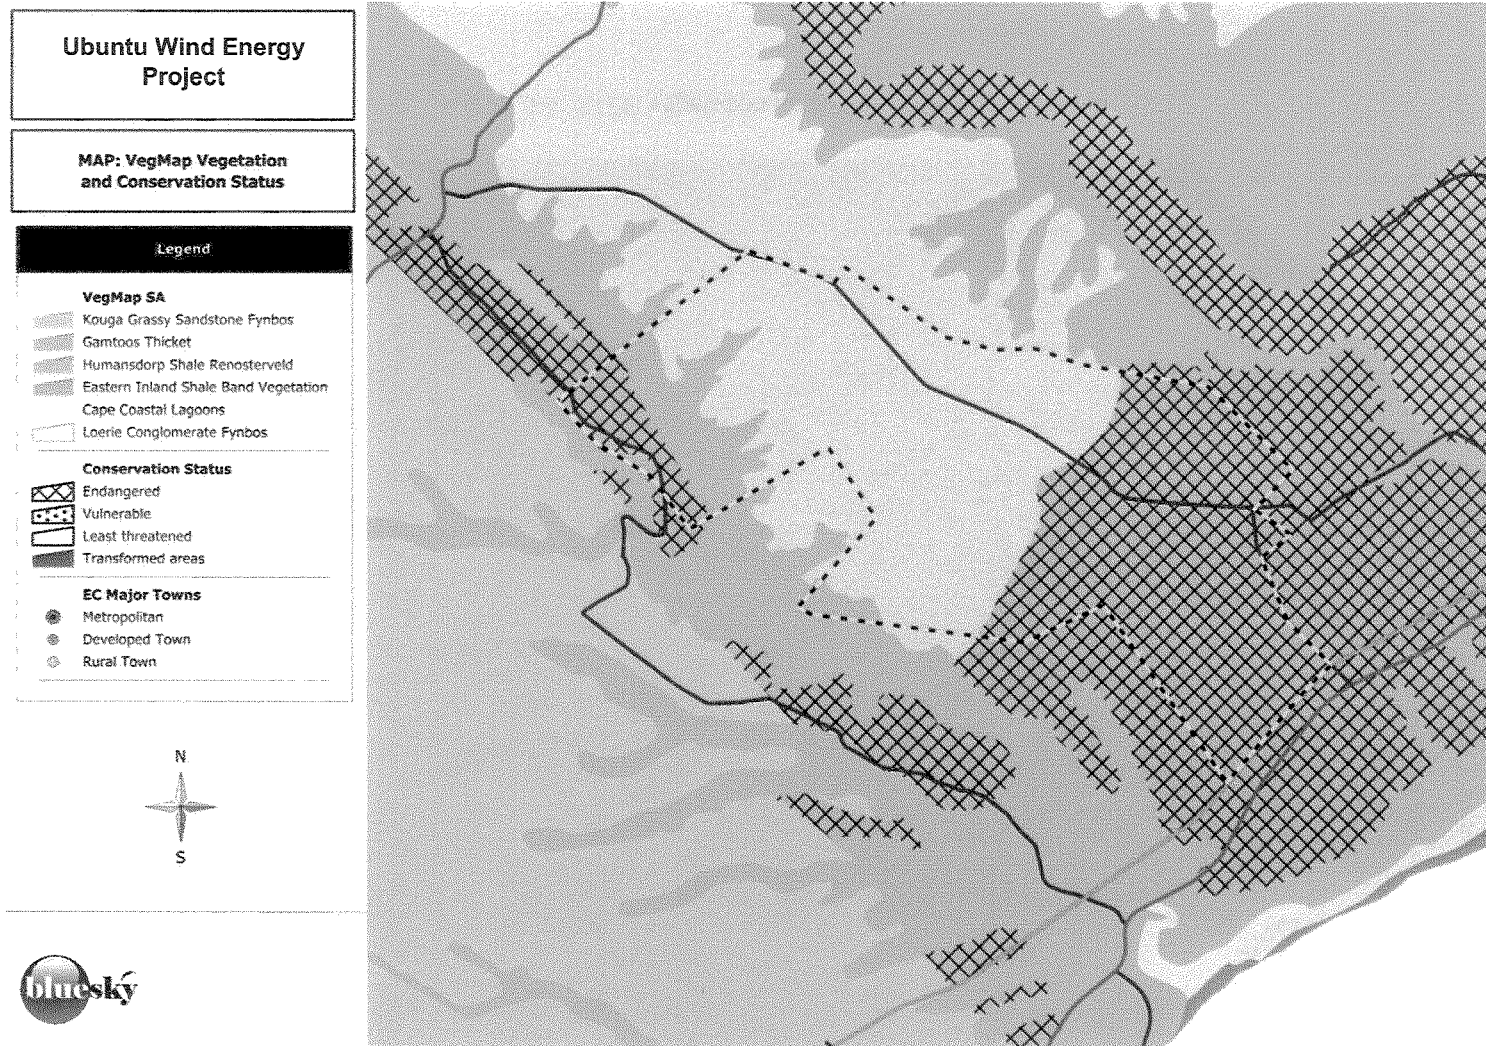 Ubuntu Wind Energy
Project
MAP: VegMap Vegetation
and Conservation Status
Legend
VegMap SA
Kouga Grassy Sandstone Fynbos
Gamtoos Thicket
Humansdorp Shale Renosterveld
Eastern Inland Shale Band Vegetation
Cape Coastal Lagoons
Loerie Conglomerate Fynbos
Conservation Status
Endangered
Vulnerable
Least threatened
Transformed areas
EC Major Towns
Metropolitan
Developed Town
Rural Town
N
S
bluesky